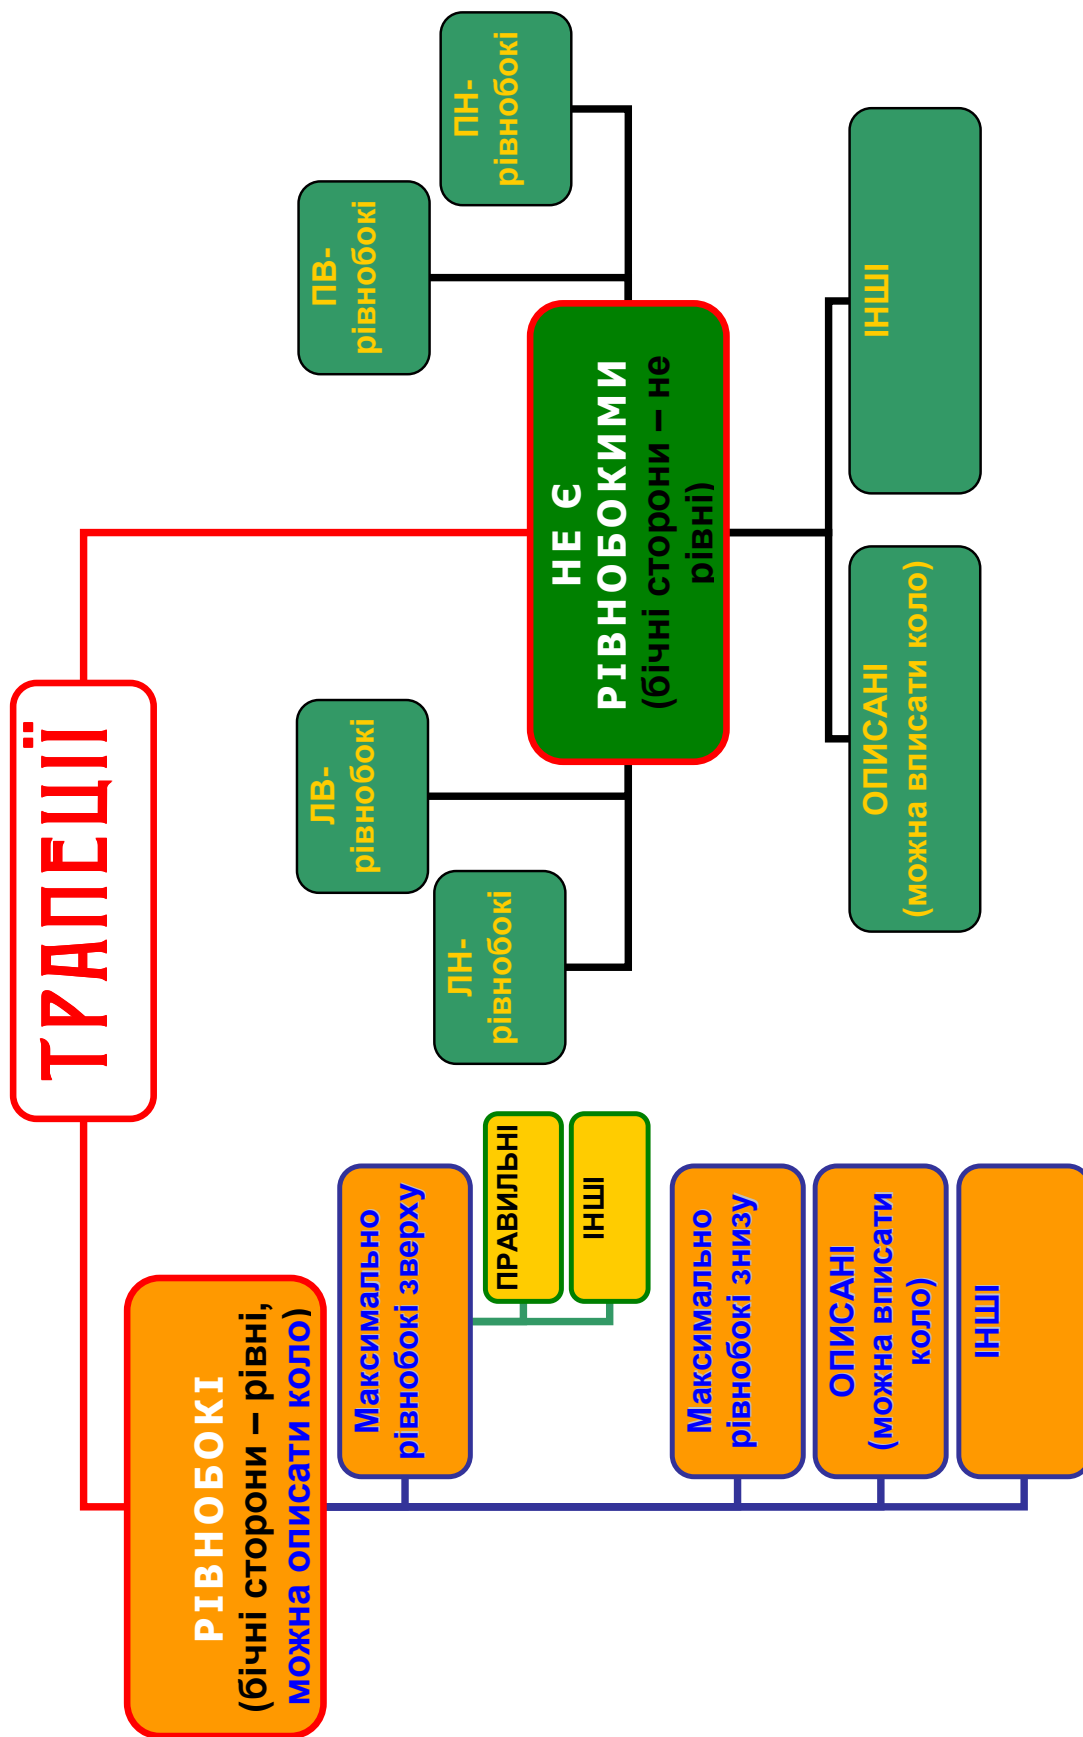 ТРАПЕЦІЇ
РІВНОБОКІ
(бічні сторони – рівні,
можна описати коло)
Максимально
рівнобокі зверху
ПРАВИЛЬНІ
ІНШІ
Максимально
рівнобокі знизу
ОПИСАНІ
(можна вписати
коло)
ІНШІ
НЕ Є
РІВНОБОКИМИ
(бічні сторони – не
рівні)
ЛН-
рівнобокі
ЛВ-
рівнобокі
ПВ-
рівнобокі
ПН-
рівнобокі
ОПИСАНІ
(можна вписати коло)
ІНШІ